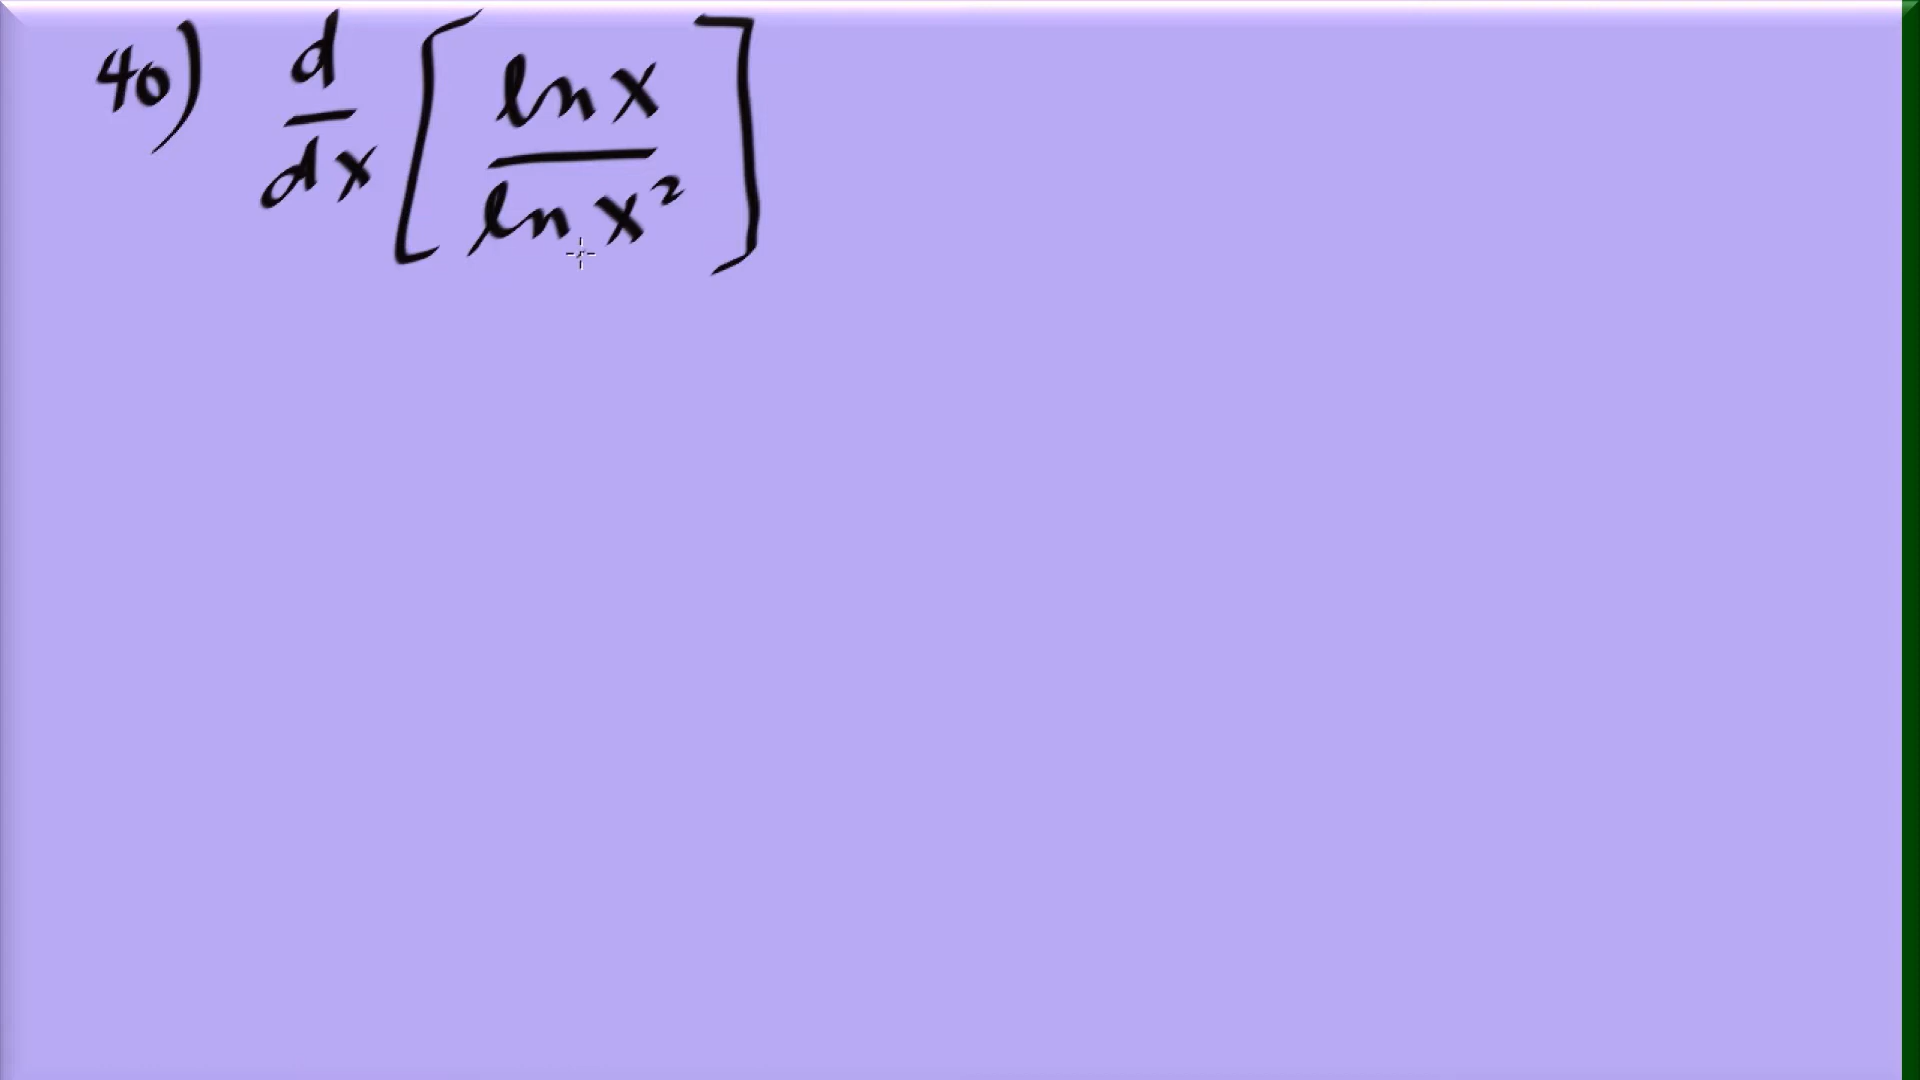 40) d/dx [ ln x / ln x² ]